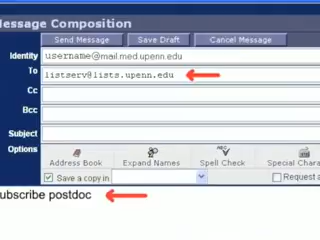 Message Composition
Send Message Save Draft Cancel Message
Identity username@mail.med.upenn.edu
To listserv@lists.upenn.edu
Cc
Bcc
Subject
Options
Address Book Expand Names Spell Check Special Chara
Save a copy in Request a
ubscribe postdoc